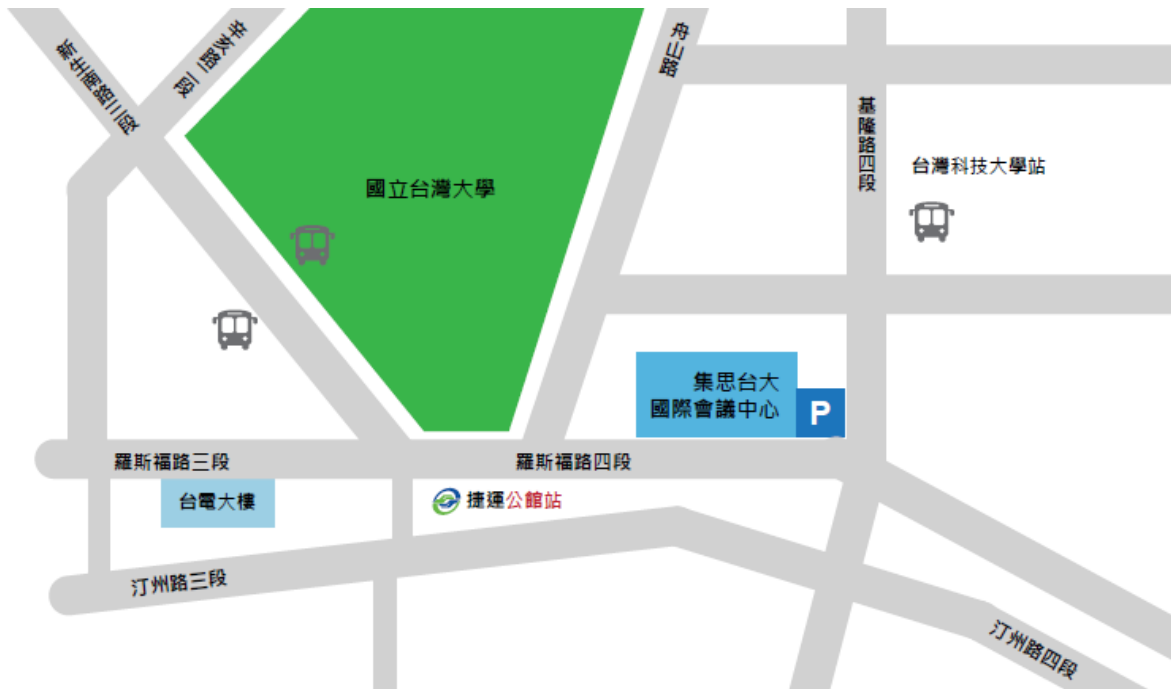 新生南路三段
辛亥路一段
舟山路
基隆路四段
台灣科技大學站
國立台灣大學
集思台大
國際會議中心
P
羅斯福路三段
羅斯福路四段
台電大樓
捷運公館站
汀州路三段
汀州路四段